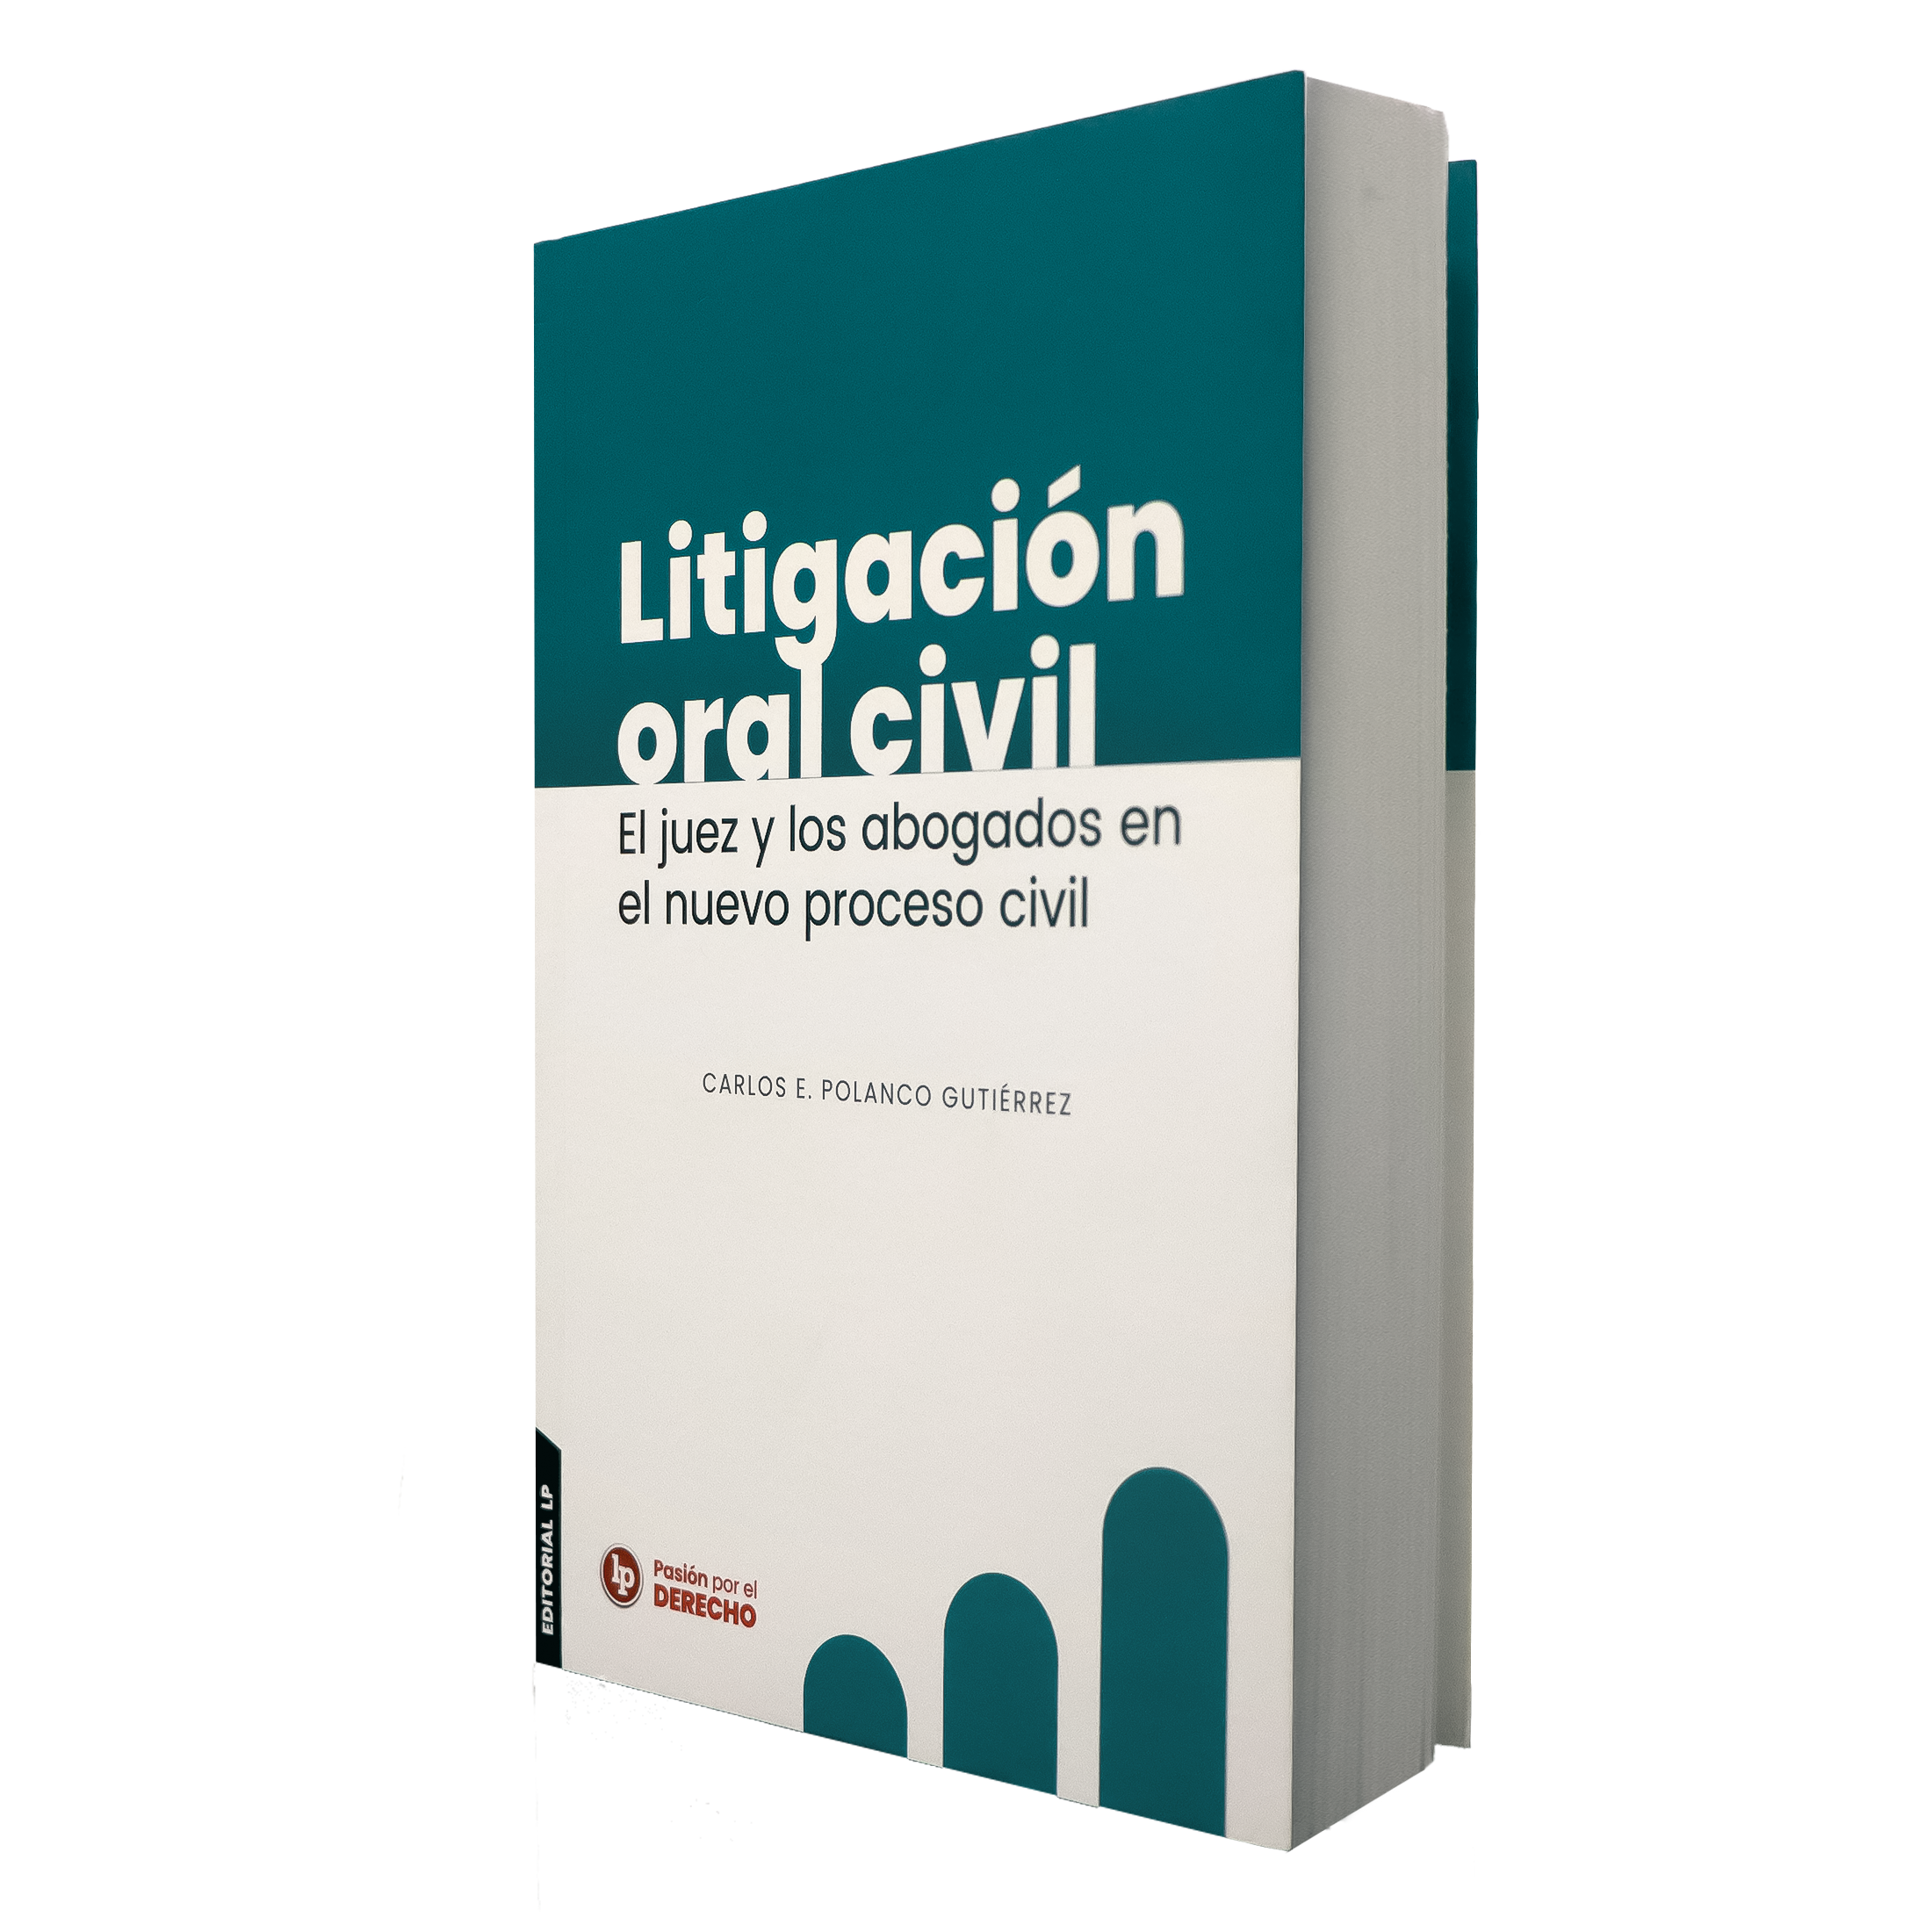 Litigación
oral civil
El juez y los abogados en
el nuevo proceso civil
CARLOS E. POLANCO GUTIÉRREZ
EDITORIAL LP
lp
Pasión por el
DERECHO